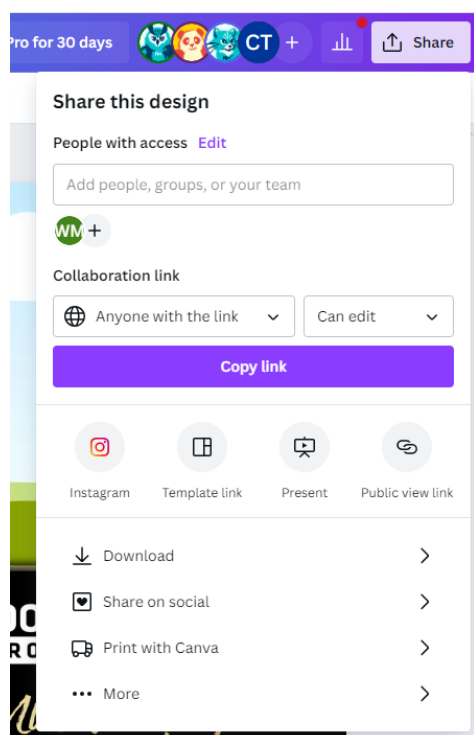 Pro for 30 days CT + Share
Share this design
People with access Edit
Add people, groups, or your team
WM +
Collaboration link
Anyone with the link Can edit
Copy link
Instagram Template link Present Public view link
Download
Share on social
Print with Canva
More